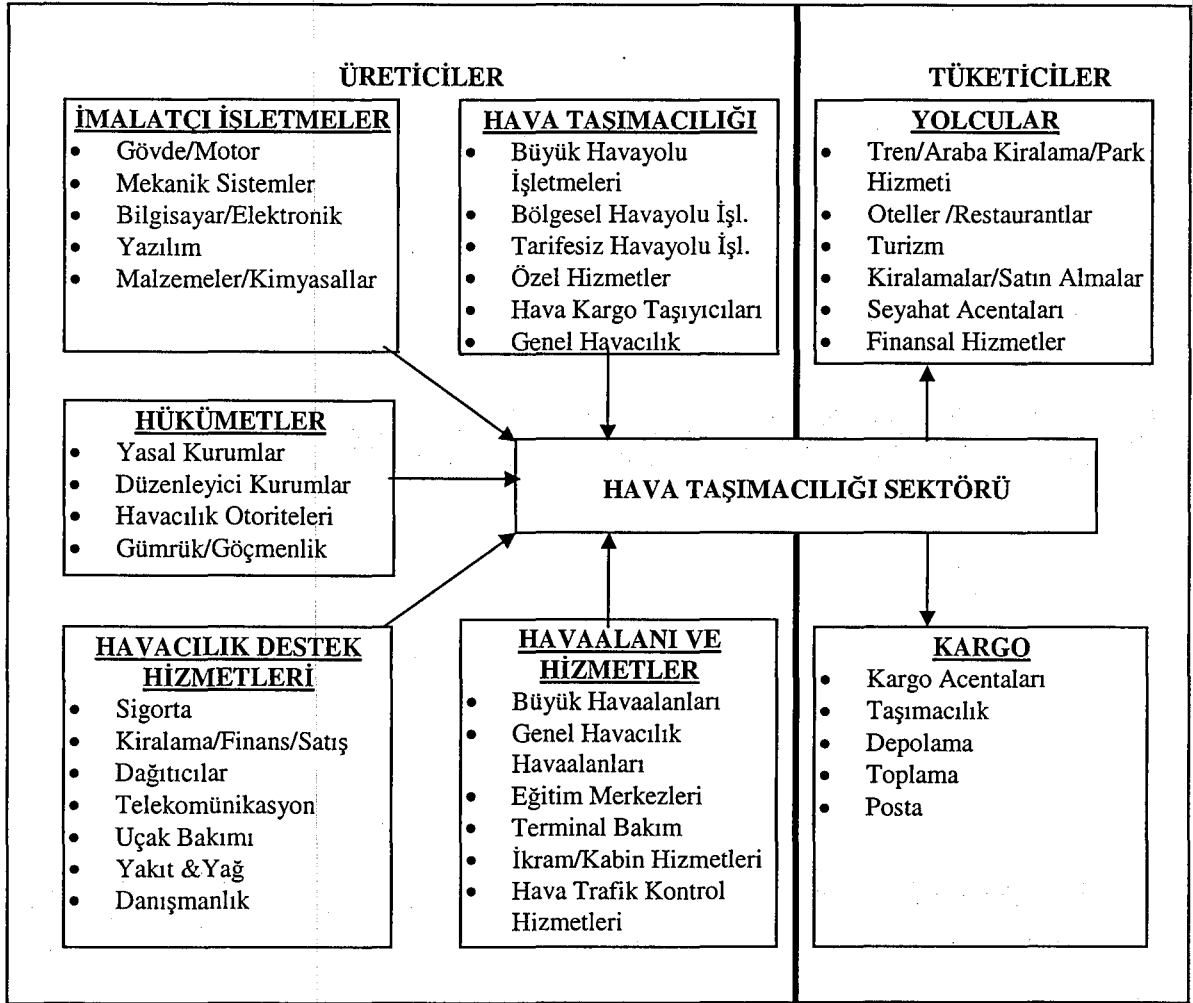 ÜRETİCİLER
İMALATÇI İŞLETMELER
• Gövde/Motor
• Mekanik Sistemler
• Bilgisayar/Elektronik
• Yazılım
• Malzemeler/Kimyasallar
HAVA TAŞIMACILIĞI
• Büyük Havayolu
İşletmeleri
• Bölgesel Havayolu İşl.
• Tarifesiz Havayolu İşl.
• Özel Hizmetler
• Hava Kargo Taşıyıcıları
• Genel Havacılık
HÜKÜMETLER
• Yasal Kurumlar
• Düzenleyici Kurumlar
• Havacılık Otoriteleri
• Gümrük/Göçmenlik
HAVA TAŞIMACILIĞI SEKTÖRÜ
HAVACILIK DESTEK
HİZMETLERİ
• Sigorta
• Kiralama/Finans/Satış
• Dağıtıcılar
• Telekomünikasyon
• Uçak Bakımı
• Yakıt &Yağ
• Danışmanlık
HAVAALANI VE
HİZMETLER
• Büyük Havaalanları
• Genel Havacılık
Havaalanları
• Eğitim Merkezleri
• Terminal Bakım
• İkram/Kabin Hizmetleri
• Hava Trafik Kontrol
Hizmetleri
TÜKETİCİLER
YOLCULAR
• Tren/Araba Kiralama/Park
Hizmeti
• Oteller /Restaurantlar
• Turizm
• Kiralamalar/Satın Almalar
• Seyahat Acentaları
• Finansal Hizmetler
KARGO
• Kargo Acentaları
• Taşımacılık
• Depolama
• Toplama
• Posta